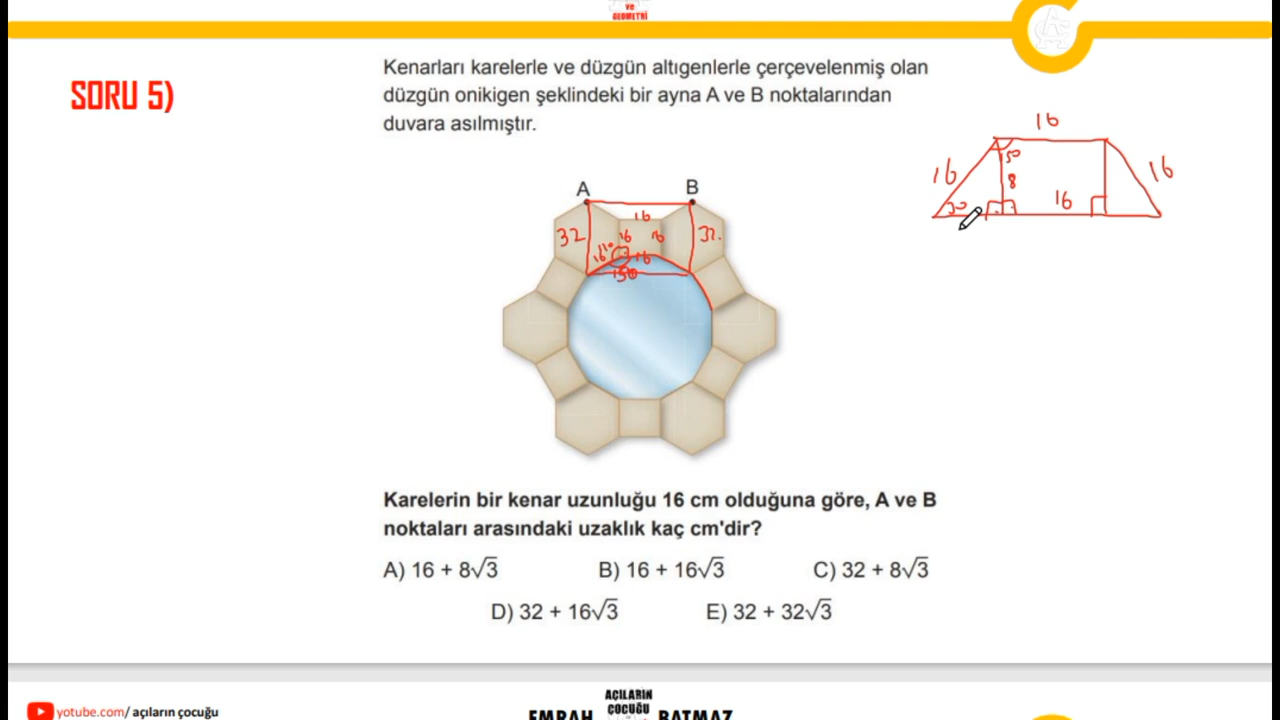 VE
GEOMETRİ
SORU 5)
Kenarları karelerle ve düzgün altıgenlerle çerçevelenmiş olan
düzgün onikigen şeklindeki bir ayna A ve B noktalarından
duvara asılmıştır.
A B
16
32 16 16 32
16 16
150
16
16 150 16
8
30 16
Karelerin bir kenar uzunluğu 16 cm olduğuna göre, A ve B
noktaları arasındaki uzaklık kaç cm'dir?
A) 16 + 8√3 B) 16 + 16√3 C) 32 + 8√3
D) 32 + 16√3 E) 32 + 32√3
yotube.com/ açıların çocuğu
AÇILARIN
ÇOCUĞU
EMRAH BATMAZ